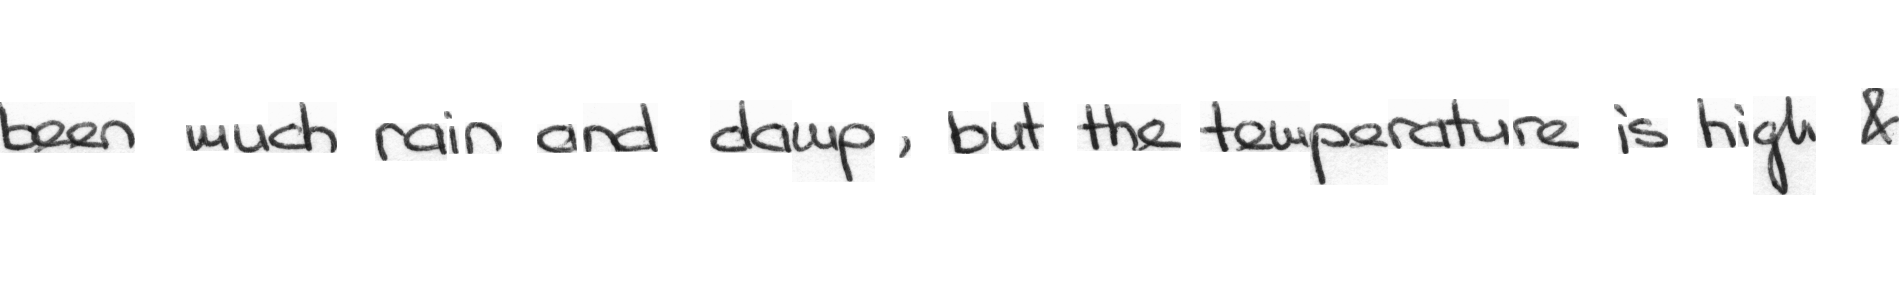 been much rain and damp, but the temperature is high &